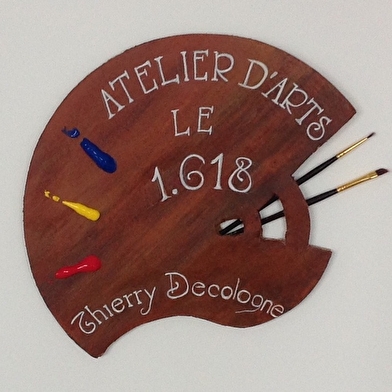 ATELIER D'ARTS
LE
1.618
Thierry Decologne